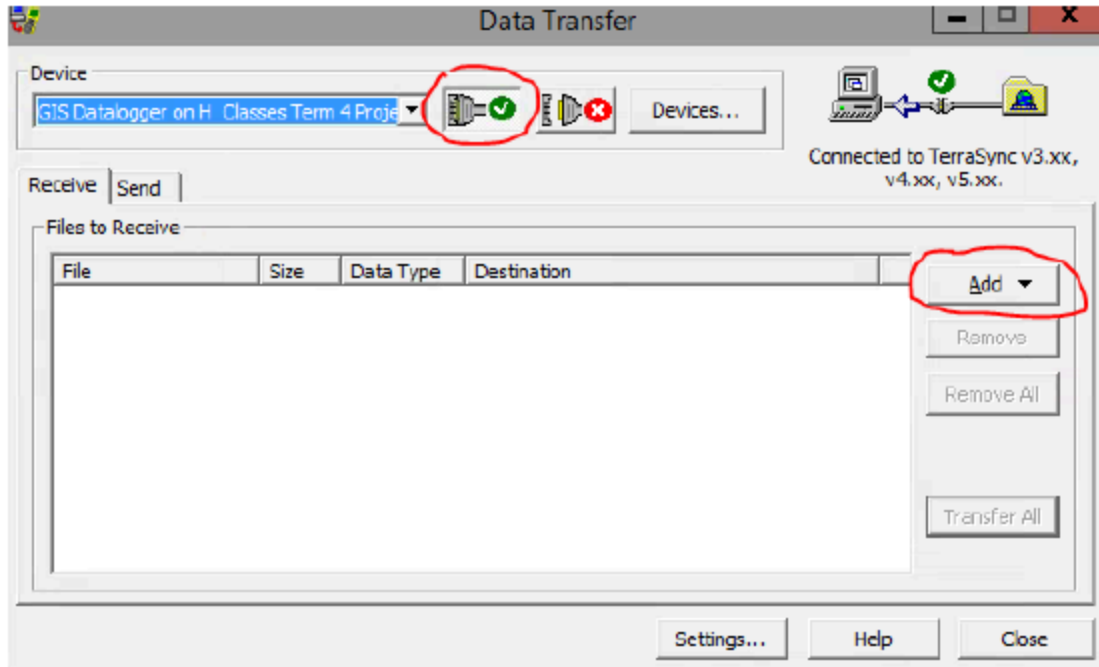 Data Transfer
Device
GIS Datalogger on H Classes Term 4 Proje
Devices...
Connected to TerraSync v3.xx,
v4.xx, v5.xx.
Receive
Send
Files to Receive
File
Size
Data Type
Destination
Add
Remove
Remove All
Transfer All
Settings...
Help
Close